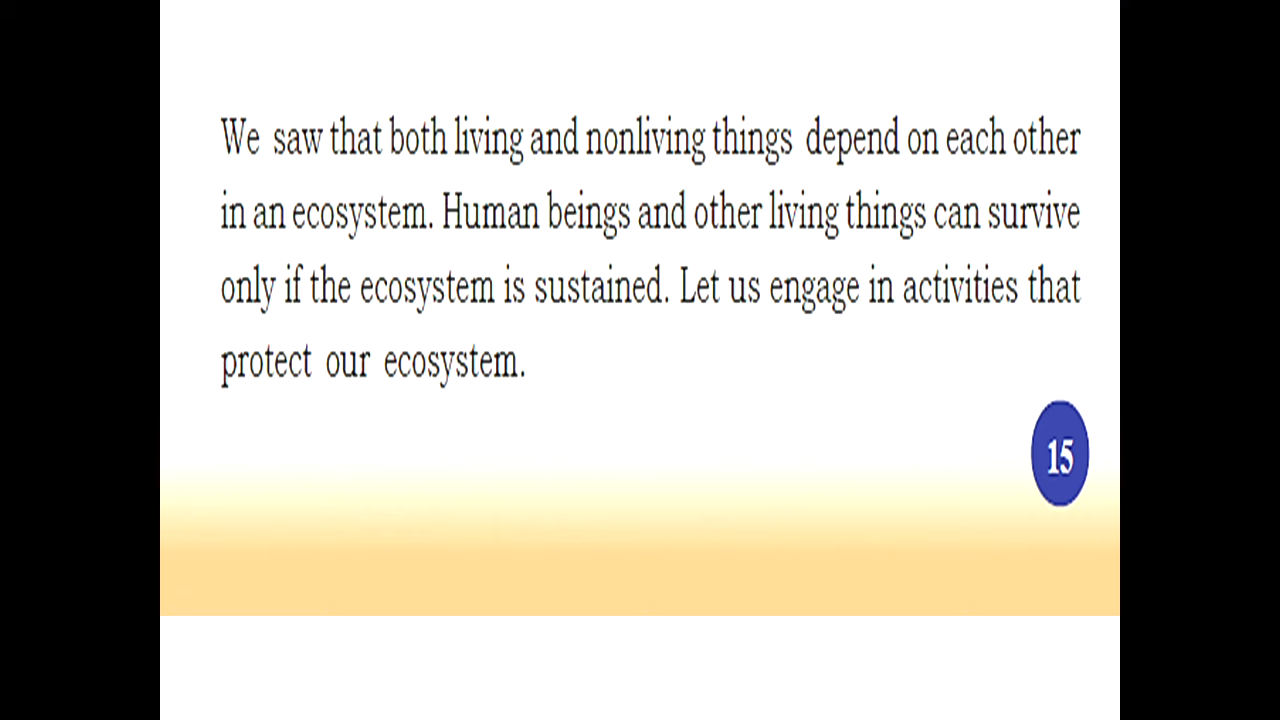 We saw that both living and nonliving things depend on each other
in an ecosystem. Human beings and other living things can survive
only if the ecosystem is sustained. Let us engage in activities that
protect our ecosystem.
15